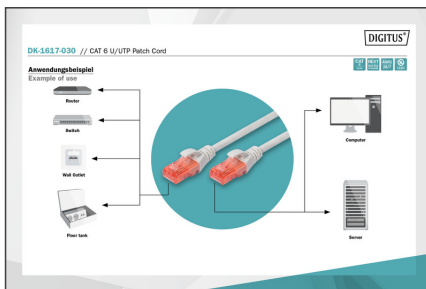 DIGITUS®
DK-1617-030 // CAT 6 U/UTP Patch Cord
Anwendungsbeispiel
Example of use
Router
Switch
Wall Outlet
Floor tank
Computer
Server